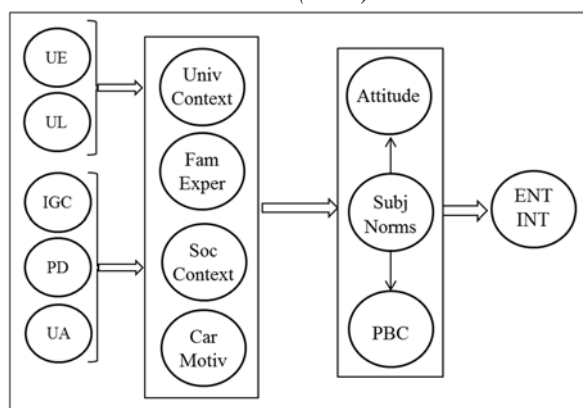 UE
UL
IGC
PD
UA
Univ
Context
Fam
Exper
Soc
Context
Car
Motiv
Attitude
Subj
Norms
PBC
ENT
INT